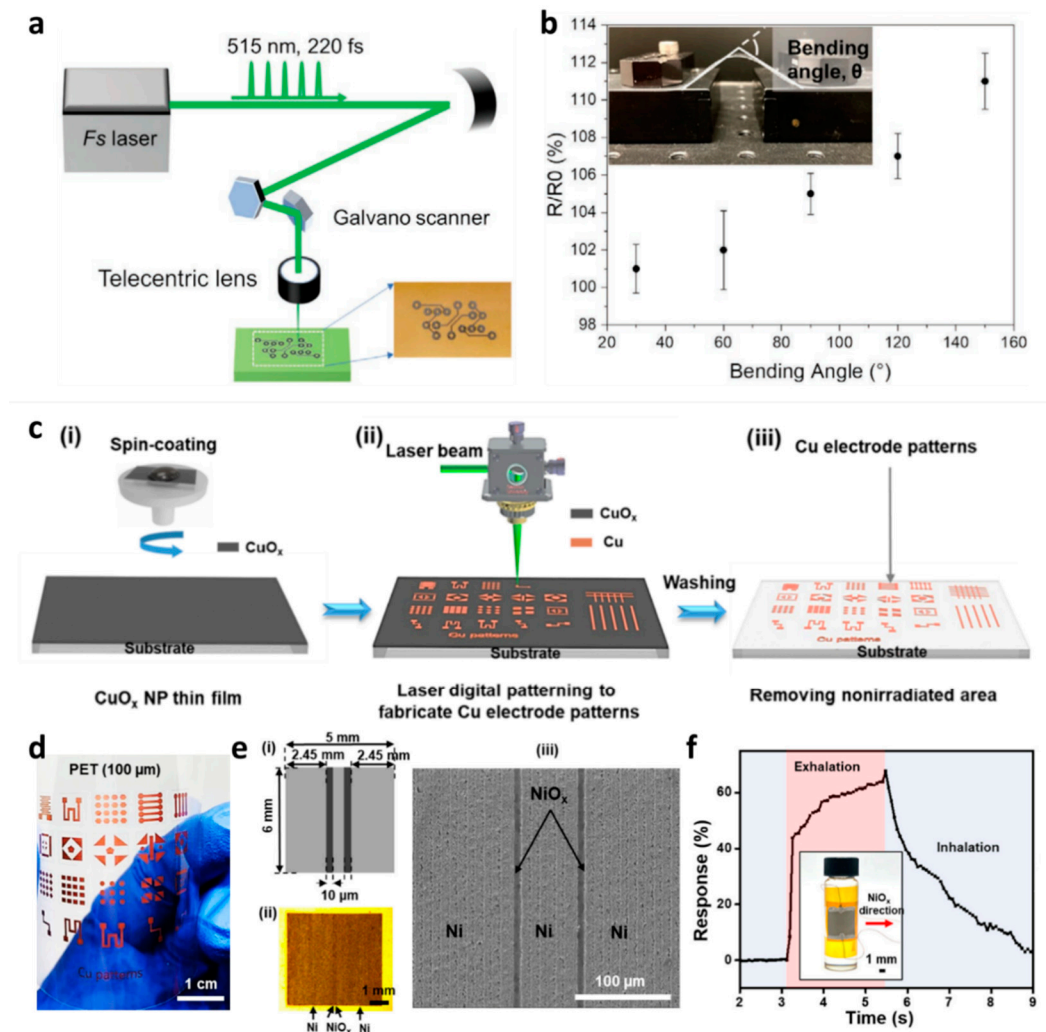 a
515 nm, 220 fs
Fs laser
Galvano scanner
Telecentric lens
b
Bending
angle, θ
R/R0 (%)
114
112
110
108
106
104
102
100
98
20
40
60
80
100
120
140
160
Bending Angle (°)
c
(i)
Spin-coating
CuOₓ
Substrate
CuOₓ NP thin film
(ii)
Laser beam
CuOₓ
Cu
Cu patterns
Substrate
Laser digital patterning to
fabricate Cu electrode patterns
Washing
(iii)
Cu electrode patterns
Cu patterns
Substrate
Removing nonirradiated area
d
PET (100 μm)
Cu patterns
1 cm
e
(i)
5 mm
2.45 mm
2.45 mm
6 mm
10 μm
(ii)
1 mm
Ni
NiOₓ
Ni
(iii)
NiOₓ
Ni
Ni
Ni
100 μm
f
Response (%)
60
40
20
0
Exhalation
Inhalation
NiOₓ
direction
1 mm
2
3
4
5
6
7
8
9
Time (s)